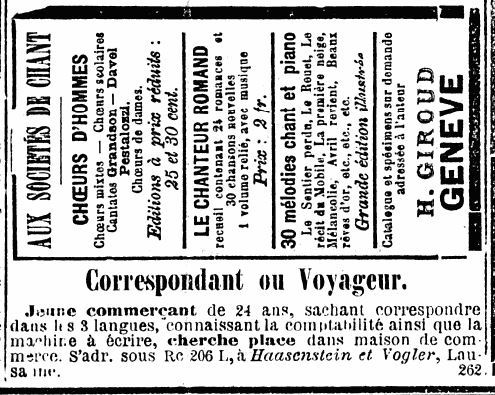 AUX SOCIÉTÉS DE CHANT
CHŒURS D'HOMMES
Chœurs mixtes — Chœurs scolaires
Cantates Grandson — Davel
Pestalozzi.
Chœurs de dames.
Editions à prix réduits :
25 et 30 cent.
LE CHANTEUR ROMAND
recueil contenant 24 romances et
30 chansons nouvelles
1 volume relié, avec musique
Prix : 2 fr.
30 mélodies chant et piano
Le Sentier perdu, Le Rouet, Le
récit du Mobile, La première neige,
Mélancolie, Avril revient, Beaux
rêves d'or, etc., etc., etc.
Grande édition illustrée
Catalogue et spécimens sur demande
adressée à l'auteur
H. GIROUD
GENÈVE
Correspondant ou Voyageur.
Jeune commerçant de 24 ans, sachant correspondre
dans les 3 langues, connaissant la comptabilité ainsi que la
machine à écrire, cherche place dans maison de com-
merce. S'adr. sous Rc 206 L, à Haasenstein et Vogler, Lau-
sanne. 262.